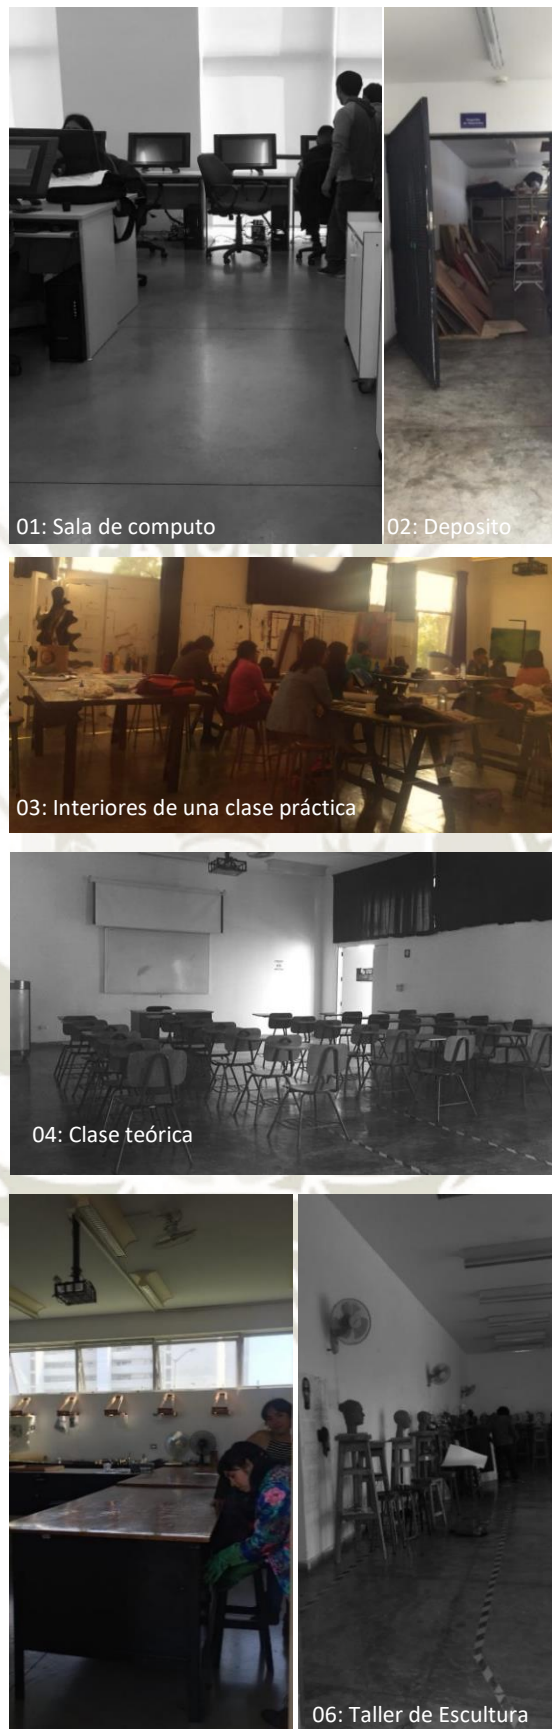 01: Sala de computo
02: Deposito
03: Interiores de una clase práctica
04: Clase teórica
06: Taller de Escultura